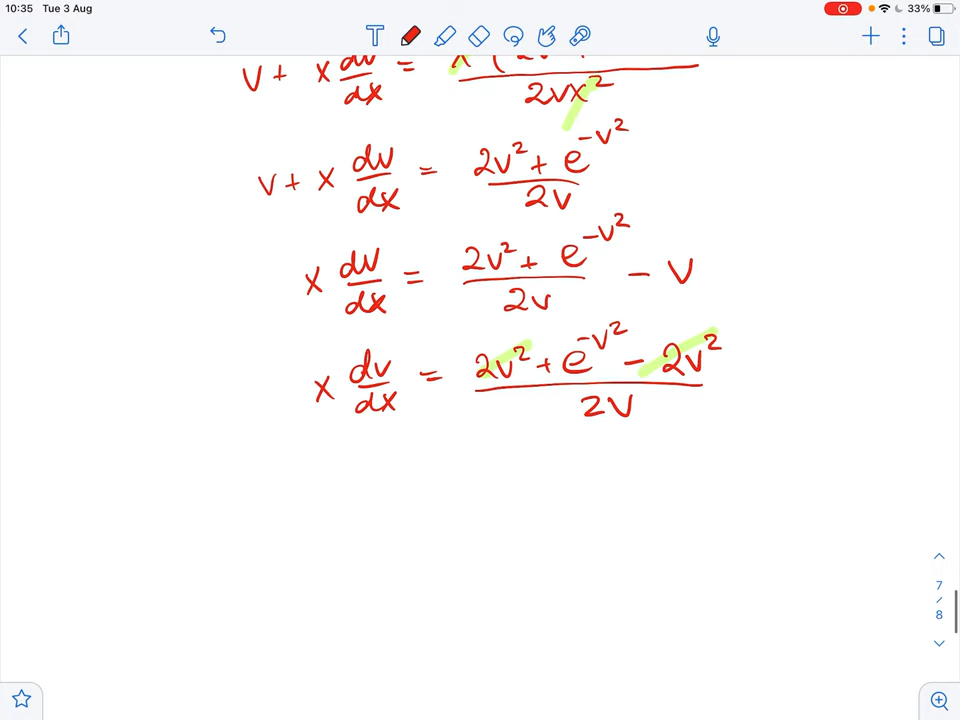 10:35 Tue 3 Aug 33%
v + x dv/dx = / 2vx²
v + x dv/dx = (2v² + e^(-v²)) / 2v
x dv/dx = (2v² + e^(-v²)) / 2v - v
x dv/dx = (2v² + e^(-v²) - 2v²) / 2v
7
/
8